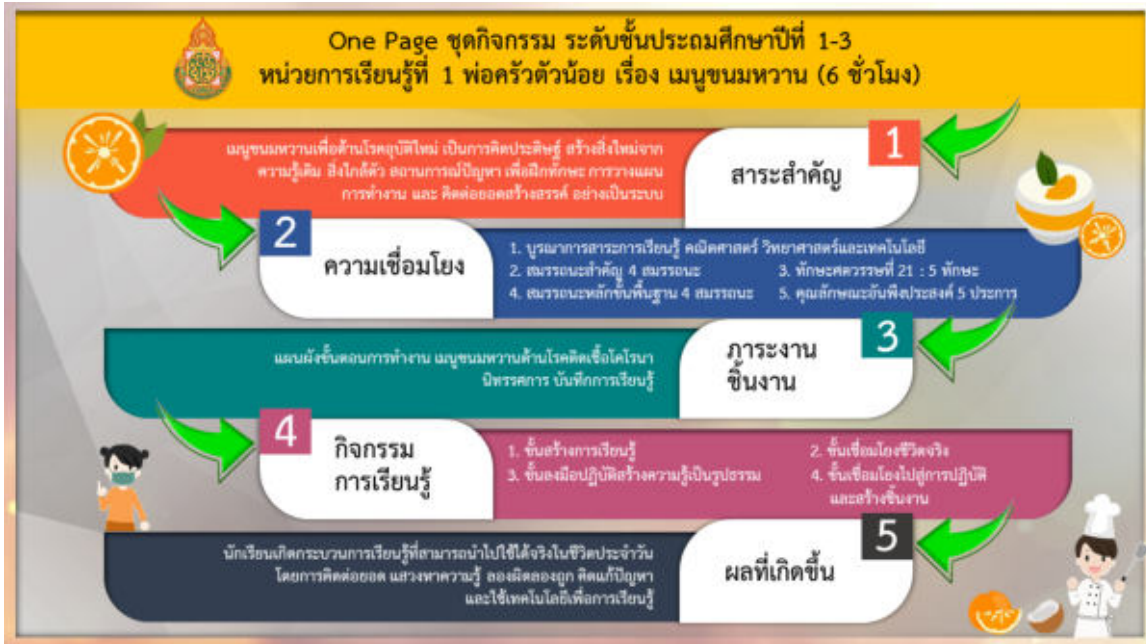 One Page ชุดกิจกรรม ระดับชั้นประถมศึกษาปีที่ 1-3
หน่วยการเรียนรู้ที่ 1 พ่อครัวตัวน้อย เรื่อง เมนูขนมหวาน (6 ชั่วโมง)
1
สาระสำคัญ
เมนูขนมหวานเพื่อต้านโรคอุบัติใหม่ เป็นการคิดประดิษฐ์ สร้างสิ่งใหม่จาก
ความรู้เดิม สิ่งใกล้ตัว สถานการณ์ปัญหา เพื่อฝึกทักษะ การวางแผน
การทำงาน และ คิดต่อยอดสร้างสรรค์ อย่างเป็นระบบ
2
ความเชื่อมโยง
1. บูรณาการสาระการเรียนรู้ คณิตศาสตร์ วิทยาศาสตร์และเทคโนโลยี
2. สมรรถนะสำคัญ 4 สมรรถนะ 3. ทักษะศตวรรษที่ 21 : 5 ทักษะ
4. สมรรถนะหลักขั้นพื้นฐาน 4 สมรรถนะ 5. คุณลักษณะอันพึงประสงค์ 5 ประการ
3
ภาระงาน
ชิ้นงาน
แผนผังขั้นตอนการทำงาน เมนูขนมหวานต้านโรคติดเชื้อโคโรนา
นิทรรศการ บันทึกการเรียนรู้
4
กิจกรรม
การเรียนรู้
1. ขั้นสร้างการเรียนรู้ 2. ขั้นเชื่อมโยงชีวิตจริง
3. ขั้นลงมือปฏิบัติสร้างความรู้เป็นรูปธรรม 4. ขั้นเชื่อมโยงไปสู่การปฏิบัติ
และสร้างชิ้นงาน
5
ผลที่เกิดขึ้น
นักเรียนเกิดกระบวนการเรียนรู้ที่สามารถนำไปใช้ได้จริงในชีวิตประจำวัน
โดยการคิดต่อยอด แสวงหาความรู้ ลองผิดลองถูก คิดแก้ปัญหา
และใช้เทคโนโลยีเพื่อการเรียนรู้